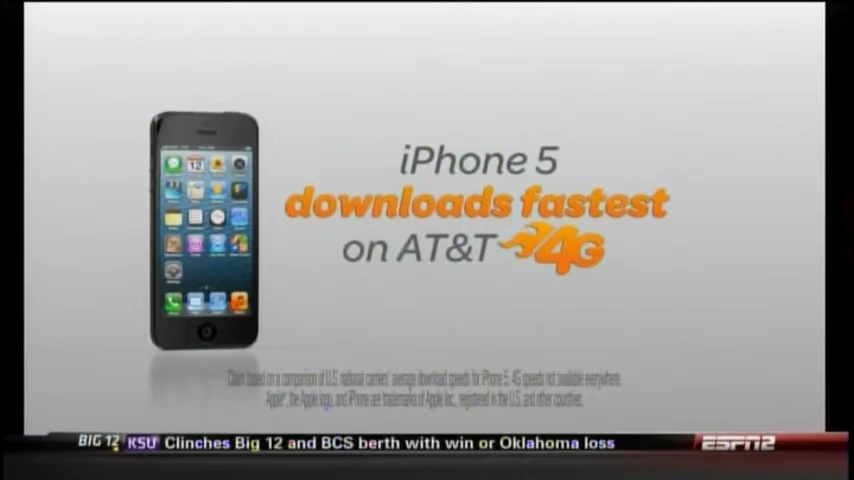 iPhone 5
downloads fastest
on AT&T 4G
Claim based on a comparison of U.S. national carriers' average download speeds for iPhone 5. 4G speeds not available everywhere.
Apple®, the Apple logo, and iPhone are trademarks of Apple Inc., registered in the U.S. and other countries.
BIG 12 KSU Clinches Big 12 and BCS berth with win or Oklahoma loss ESPN2